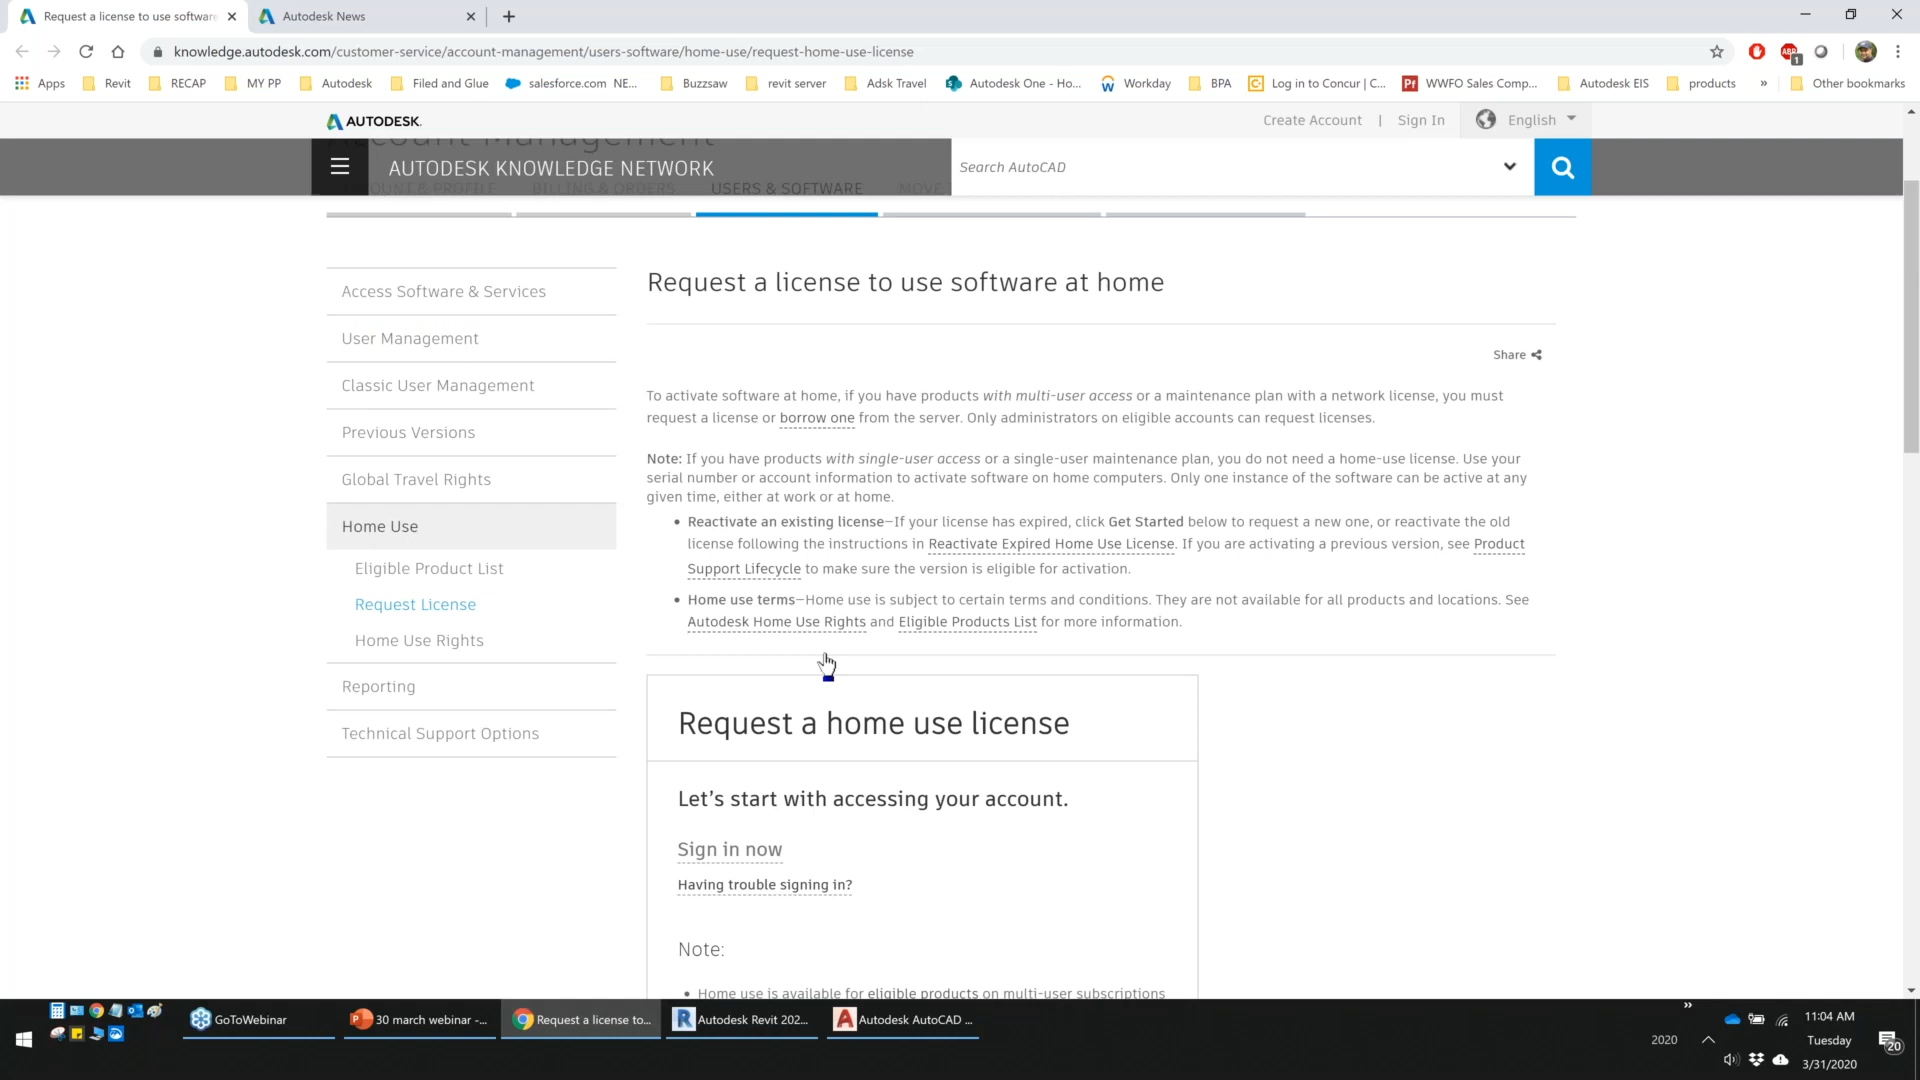 Request a license to use software
Autodesk News
knowledge.autodesk.com/customer-service/account-management/users-software/home-use/request-home-use-license
ABP
1
Apps
Revit
RECAP
MY PP
Autodesk
Filed and Glue
salesforce.com NE...
Buzzsaw
revit server
Adsk Travel
Autodesk One - Ho...
Workday
BPA
Log in to Concur | C...
WWFO Sales Comp...
Autodesk EIS
products
»
Other bookmarks
AUTODESK.
Create Account | Sign In
English
Account Management
AUTODESK KNOWLEDGE NETWORK
Search AutoCAD
ACCOUNT & PROFILE
BILLING & ORDERS
USERS & SOFTWARE
MOVE
Access Software & Services
User Management
Classic User Management
Previous Versions
Global Travel Rights
Home Use
Eligible Product List
Request License
Home Use Rights
Reporting
Technical Support Options
Request a license to use software at home
Share
To activate software at home, if you have products with multi-user access or a maintenance plan with a network license, you must
request a license or borrow one from the server. Only administrators on eligible accounts can request licenses.
Note: If you have products with single-user access or a single-user maintenance plan, you do not need a home-use license. Use your
serial number or account information to activate software on home computers. Only one instance of the software can be active at any
given time, either at work or at home.
• Reactivate an existing license—If your license has expired, click Get Started below to request a new one, or reactivate the old
license following the instructions in Reactivate Expired Home Use License. If you are activating a previous version, see Product
Support Lifecycle to make sure the version is eligible for activation.
• Home use terms—Home use is subject to certain terms and conditions. They are not available for all products and locations. See
Autodesk Home Use Rights and Eligible Products List for more information.
Request a home use license
Let's start with accessing your account.
Sign in now
Having trouble signing in?
Note:
• Home use is available for eligible products on multi-user subscriptions
GoToWebinar
30 march webinar -...
Request a license to...
Autodesk Revit 202...
Autodesk AutoCAD ...
»
2020
11:04 AM
Tuesday
3/31/2020
20